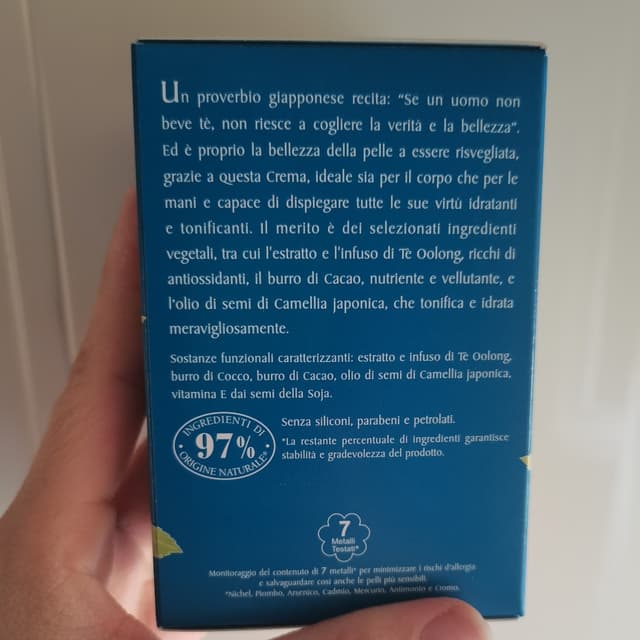 Un proverbio giapponese recita: "Se un uomo non
beve tè, non riesce a cogliere la verità e la bellezza".
Ed è proprio la bellezza della pelle a essere risvegliata,
grazie a questa Crema, ideale sia per il corpo che per le
mani e capace di dispiegare tutte le sue virtù idratanti
e tonificanti. Il merito è dei selezionati ingredienti
vegetali, tra cui l'estratto e l'infuso di Tè Oolong, ricchi di
antiossidanti, il burro di Cacao, nutriente e vellutante, e
l'olio di semi di Camellia japonica, che tonifica e idrata
meravigliosamente.
Sostanze funzionali caratterizzanti: estratto e infuso di Tè Oolong,
burro di Cocco, burro di Cacao, olio di semi di Camellia japonica,
vitamina E dai semi della Soja.
INGREDIENTI DI
97%
ORIGINE NATURALE*
Senza siliconi, parabeni e petrolati.
*La restante percentuale di ingredienti garantisce
stabilità e gradevolezza del prodotto.
7
Metalli
Testati*
Monitoraggio del contenuto di 7 metalli* per minimizzare i rischi d'allergia
e salvaguardare così anche le pelli più sensibili.
*Nichel, Piombo, Arsenico, Cadmio, Mercurio, Antimonio e Cromo.